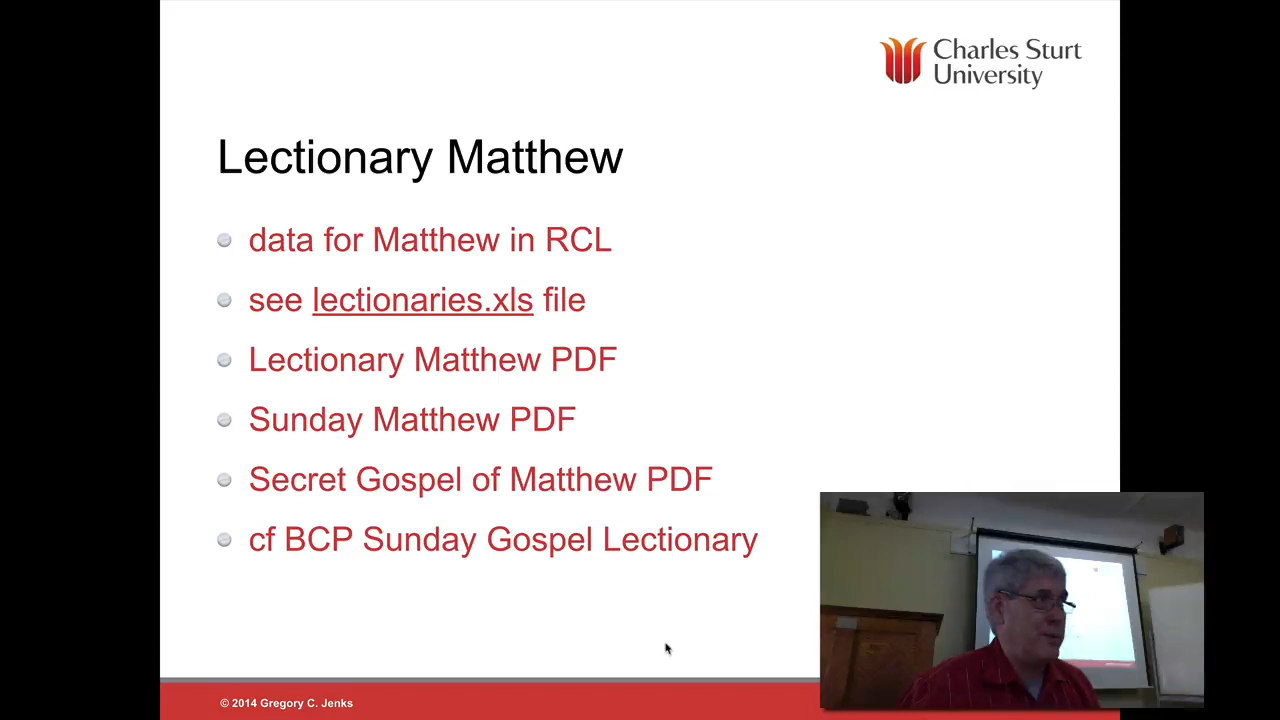 Charles Sturt
University
Lectionary Matthew
data for Matthew in RCL
see lectionaries.xls file
Lectionary Matthew PDF
Sunday Matthew PDF
Secret Gospel of Matthew PDF
cf BCP Sunday Gospel Lectionary
© 2014 Gregory C. Jenks